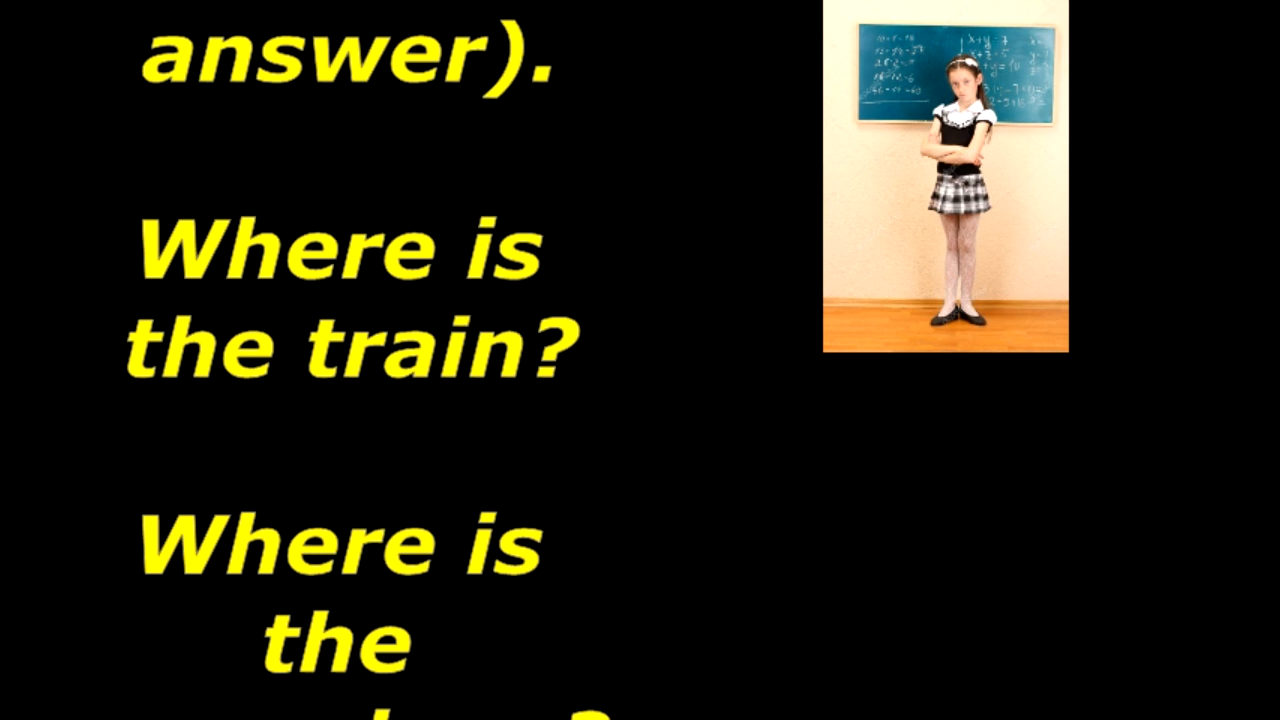 answer).
Where is
the train?
Where is
the